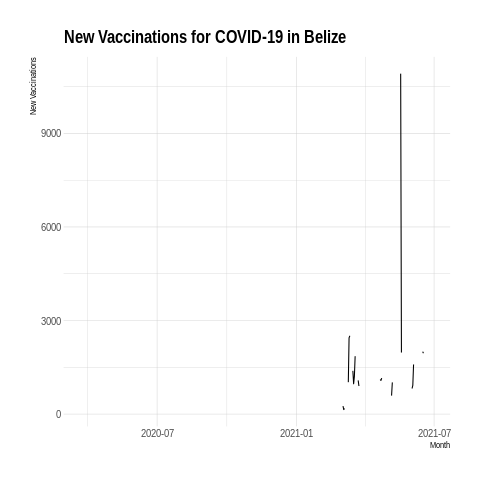 New Vaccinations for COVID-19 in Belize
New Vaccinations
9000
6000
3000
0
2020-07
2021-01
2021-07
Month